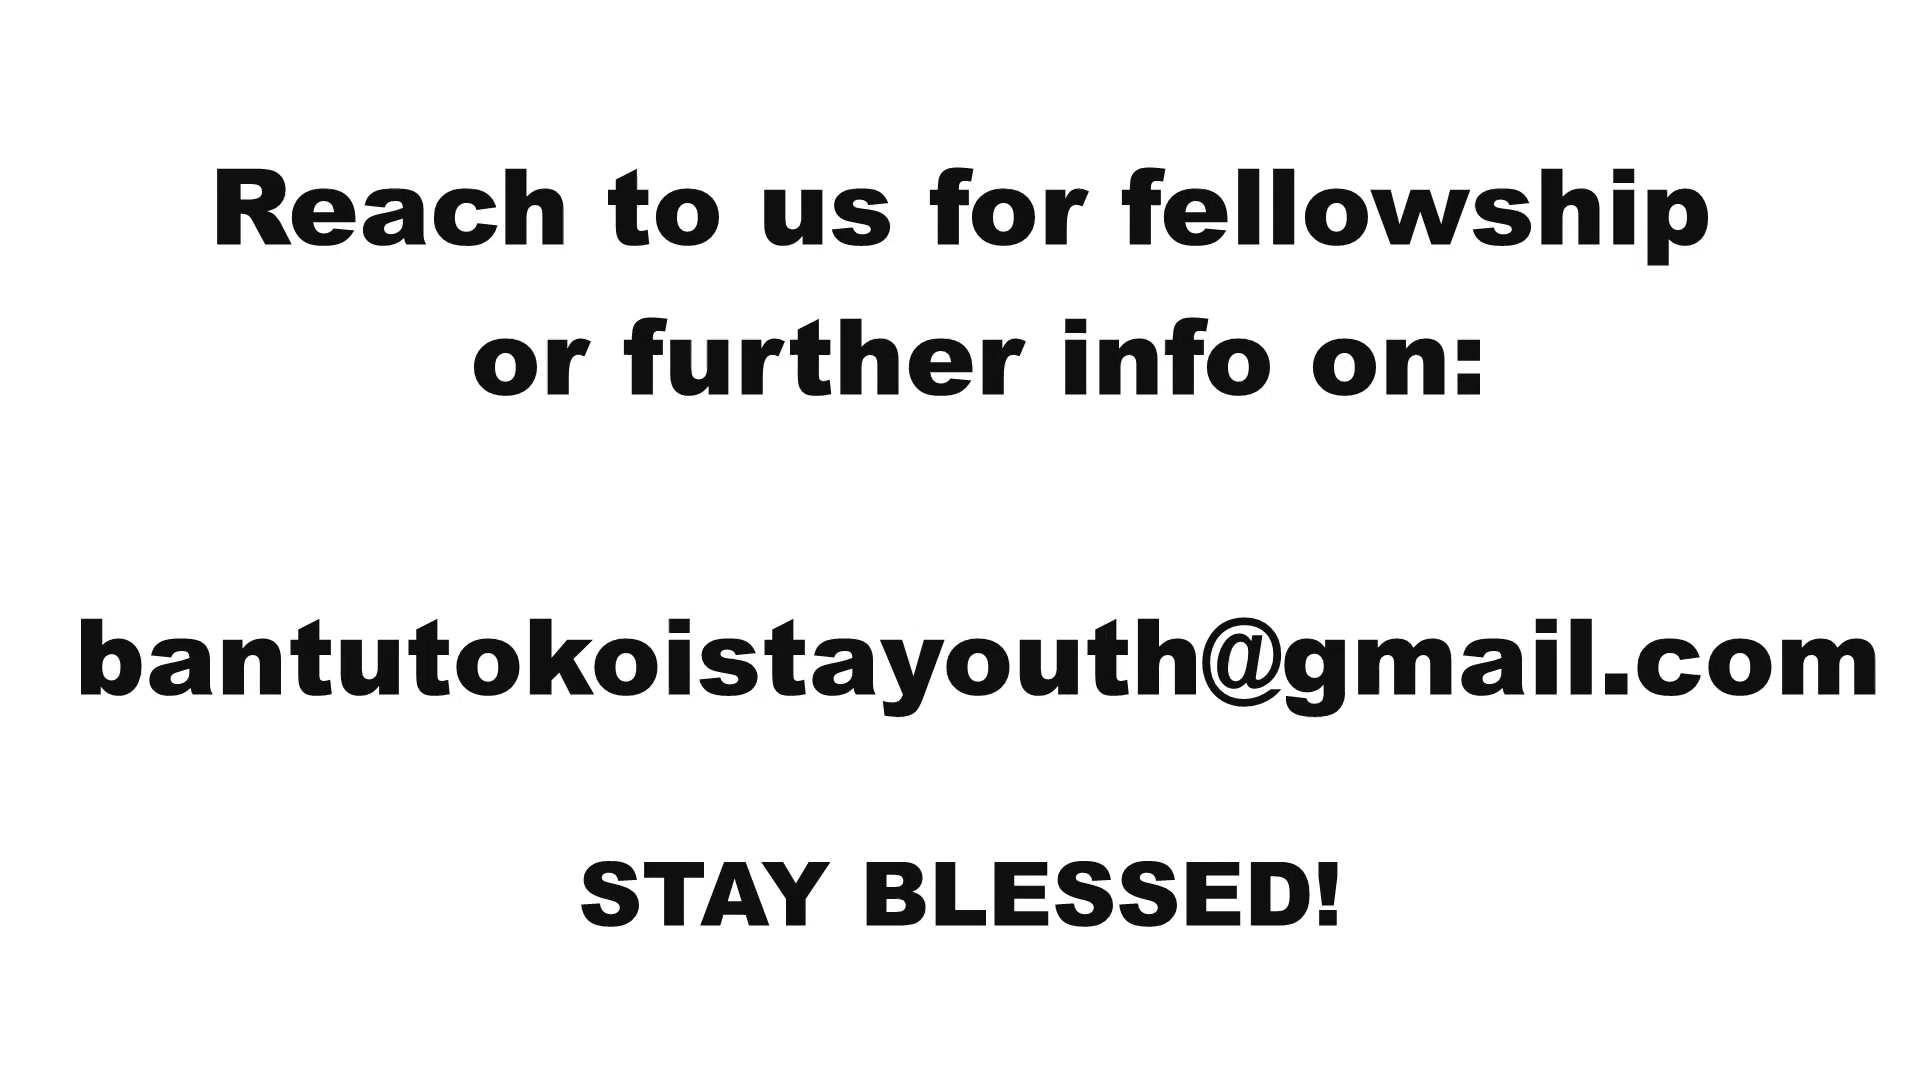 Reach to us for fellowship
or further info on:
bantutokoistayouth@gmail.com
STAY BLESSED!